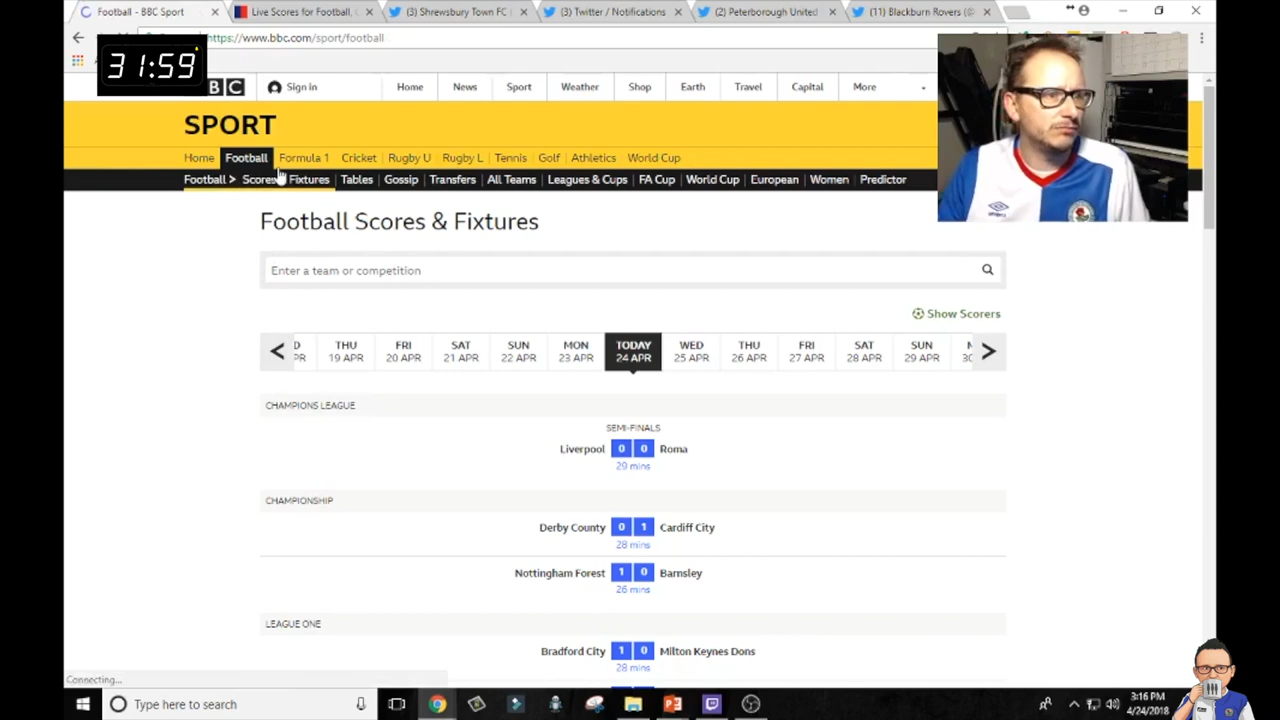 Football - BBC Sport
Live Scores for Football,
(3) Shrewsbury Town FC
(3) Twitter / Notifications
(2) Peterborough United
(11) Blackburn Rovers (@
https://www.bbc.com/sport/football
31:59
BC
Sign in
Home
News
Sport
Weather
Shop
Earth
Travel
Capital
More
SPORT
Home
Football
Formula 1
Cricket
Rugby U
Rugby L
Tennis
Golf
Athletics
World Cup
Football >
Scores
Fixtures
Tables
Gossip
Transfers
All Teams
Leagues & Cups
FA Cup
World Cup
European
Women
Predictor
Football Scores & Fixtures
Enter a team or competition
Show Scorers
< D THU FRI SAT SUN MON TODAY WED THU FRI SAT SUN >
PR 19 APR 20 APR 21 APR 22 APR 23 APR 24 APR 25 APR 26 APR 27 APR 28 APR 29 APR 30
CHAMPIONS LEAGUE
SEMI-FINALS
Liverpool 0 0 Roma
29 mins
CHAMPIONSHIP
Derby County 0 1 Cardiff City
28 mins
Nottingham Forest 1 0 Barnsley
26 mins
LEAGUE ONE
Bradford City 1 0 Milton Keynes Dons
28 mins
Connecting...
Type here to search
3:16 PM
4/24/2018